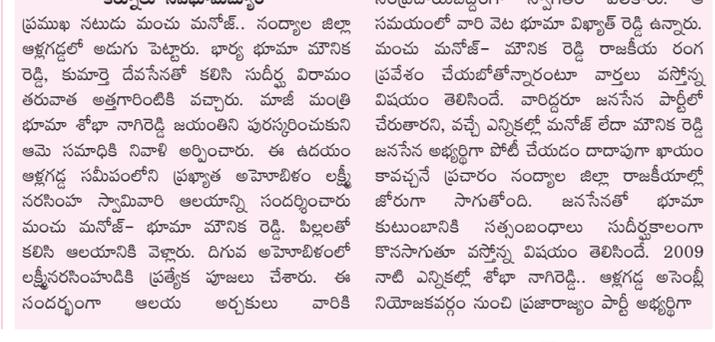 ప్రముఖ నటుడు మంచు మనోజ్.. నంద్యాల జిల్లా
ఆళ్లగడ్డలో అడుగు పెట్టారు. భార్య భూమా మౌనిక
రెడ్డి, కుమార్తె దేవసేనతో కలిసి సుదీర్ఘ విరామం
తరువాత అత్తగారింటికి వచ్చారు. మాజీ మంత్రి
భూమా శోభా నాగిరెడ్డి జయంతిని పురస్కరించుకుని
ఆమె సమాధికి నివాళి అర్పించారు. ఈ ఉదయం
ఆళ్లగడ్డ సమీపంలోని ప్రఖ్యాత అహెూబిళం లక్ష్మీ
నరసింహ స్వామివారి ఆలయాన్ని సందర్శించారు
మంచు మనోజ్- భూమా మౌనిక రెడ్డి. పిల్లలతో
కలిసి ఆలయానికి వెళ్లారు. దిగువ అహెూబిళంలో
లక్ష్మీనరసింహుడికి ప్రత్యేక పూజలు చేశారు. ఈ
సందర్భంగా ఆలయ అర్చకులు వారికి
సమయంలో వారి వెట భూమా విఖ్యాత్ రెడ్డి ఉన్నారు.
మంచు మనోజ్- మౌనిక రెడ్డి రాజకీయ రంగ
ప్రవేశం చేయబోతోన్నారంటూ వార్తలు వస్తోన్న
విషయం తెలిసిందే. వారిద్దరూ జనసేన పార్టీలో
చేరుతారని, వచ్చే ఎన్నికల్లో మనోజ్ లేదా మౌనిక రెడ్డి
జనసేన అభ్యర్థిగా పోటీ చేయడం దాదాపుగా ఖాయం
కావచ్చనే ప్రచారం నంద్యాల జిల్లా రాజకీయాల్లో
జోరుగా సాగుతోంది. జనసేనతో భూమా
కుటుంబానికి సత్సంబంధాలు సుదీర్ఘకాలంగా
కొనసాగుతూ వస్తోన్న విషయం తెలిసిందే. 2009
నాటి ఎన్నికల్లో శోభా నాగిరెడ్డి.. ఆళ్లగడ్డ అసెంబ్లీ
నియోజకవర్గం నుంచి ప్రజారాజ్యం పార్టీ అభ్యర్థిగా